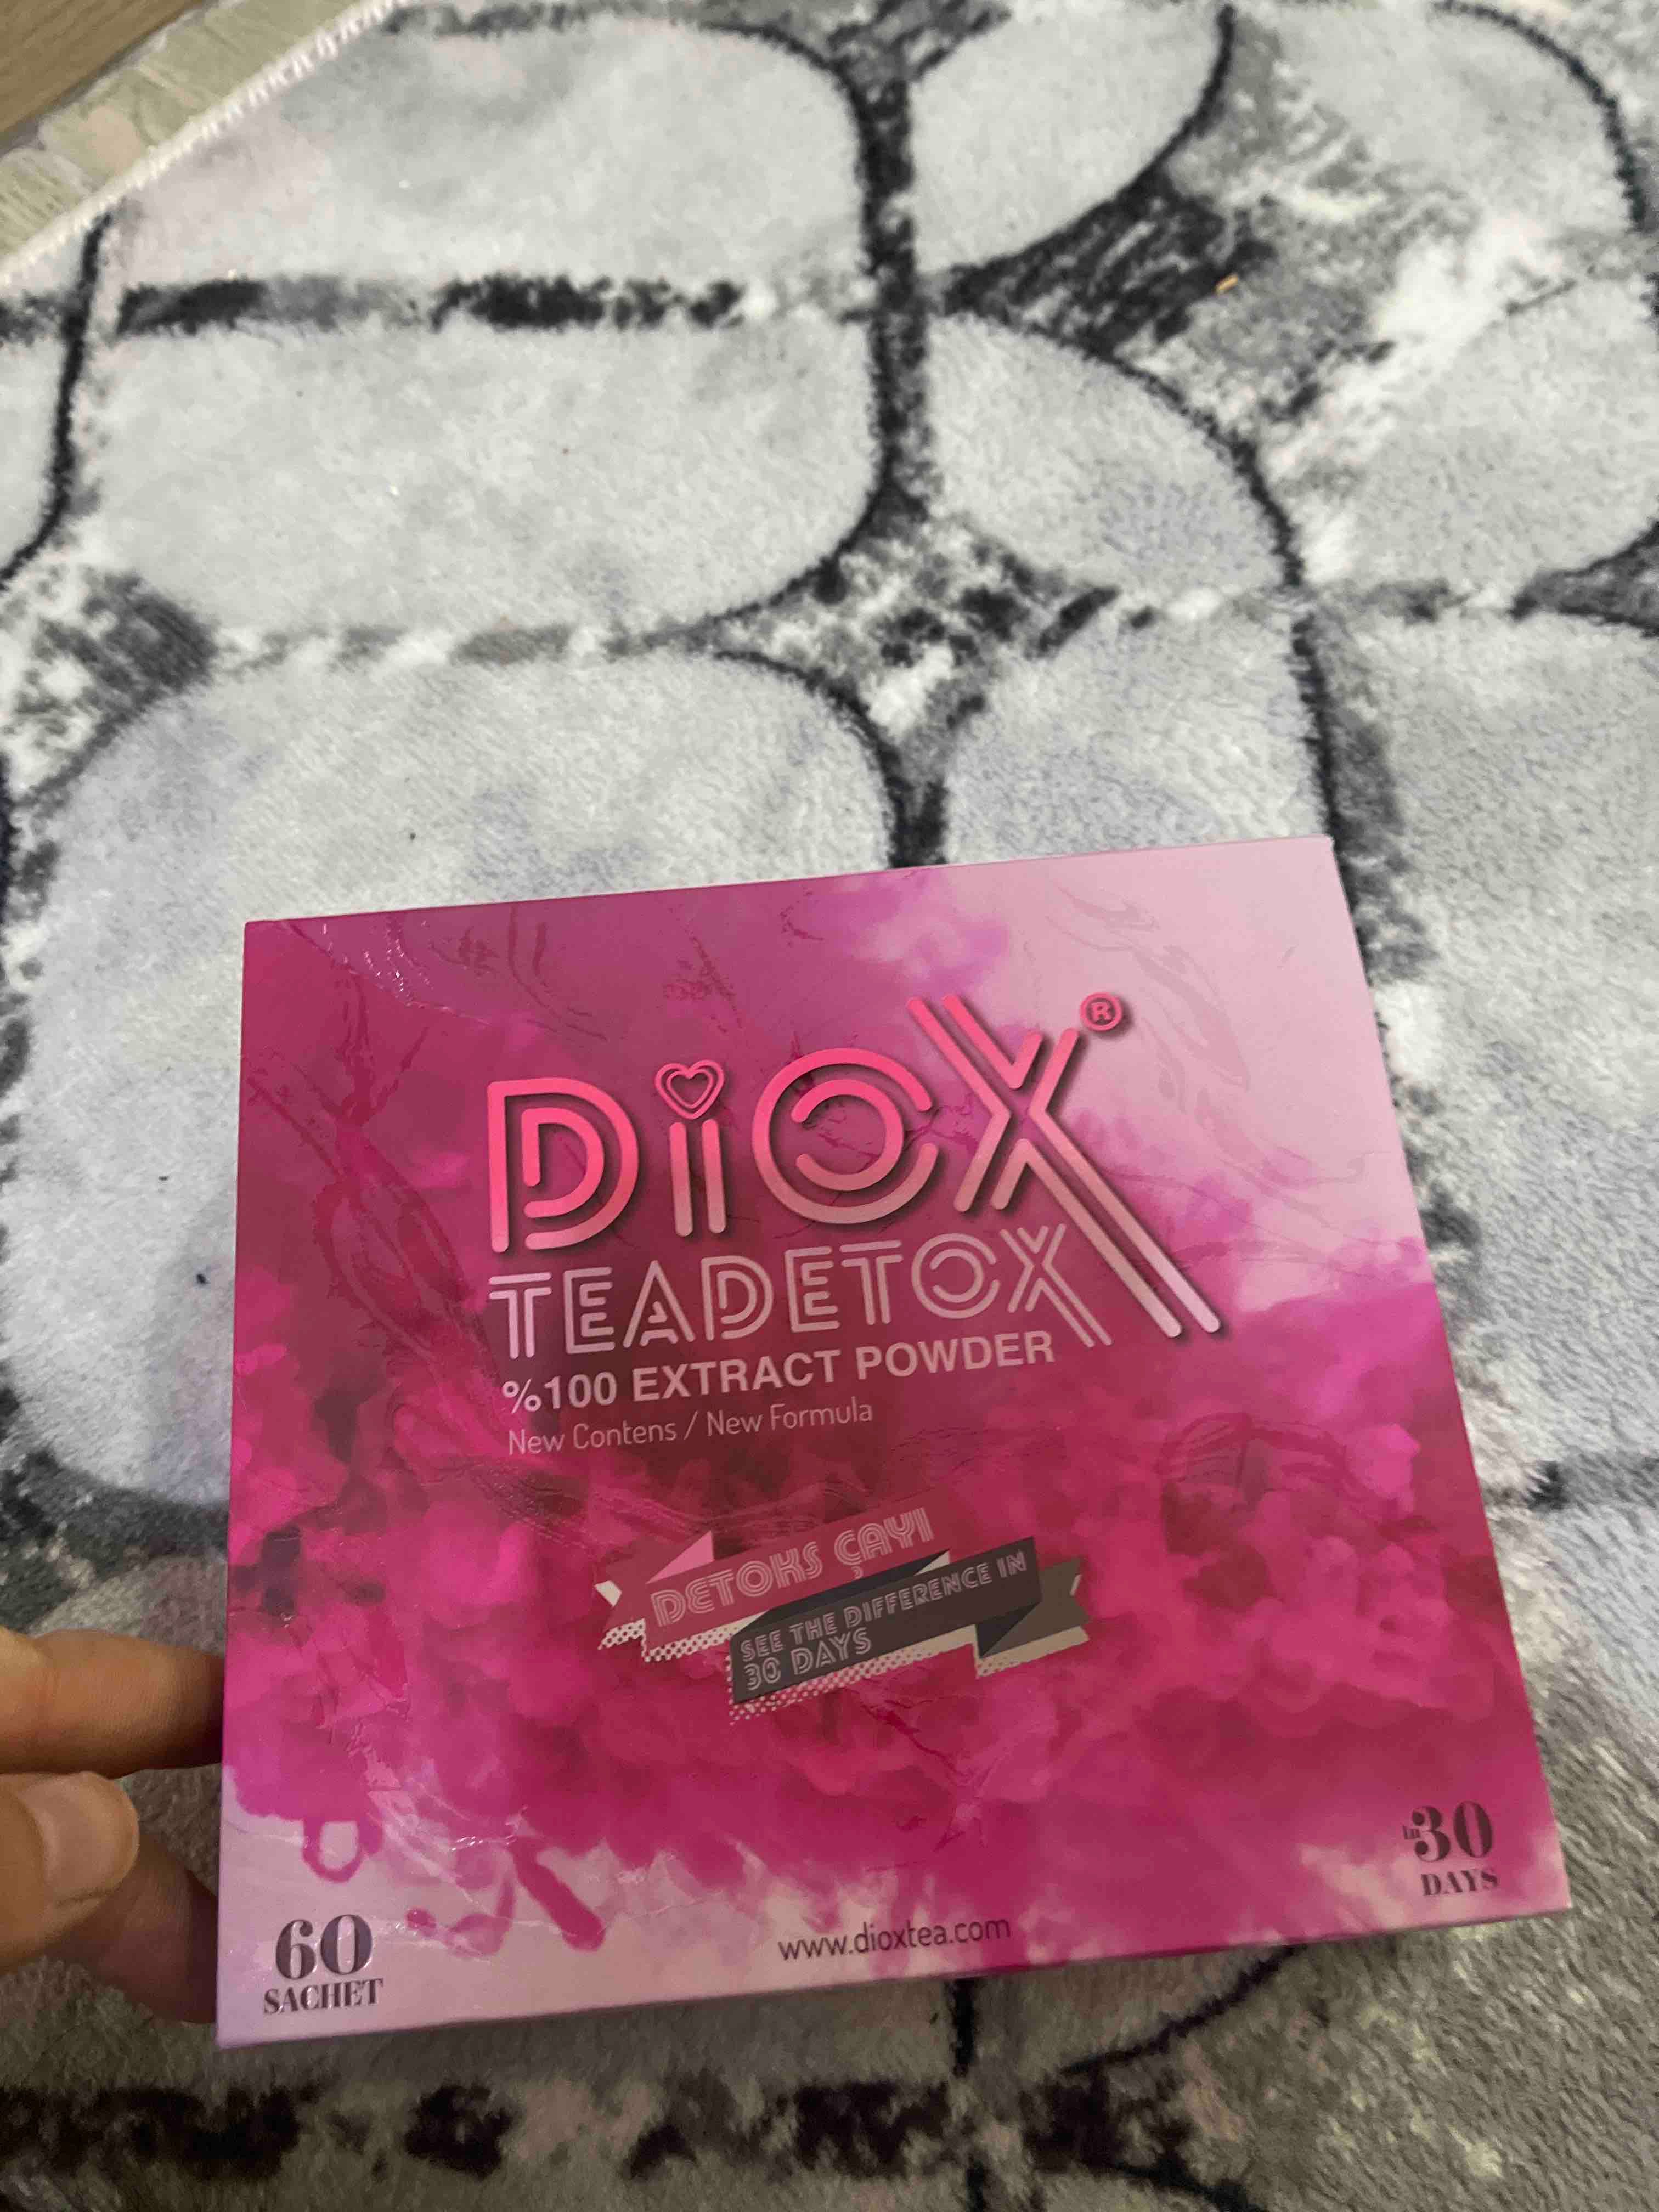 DiOX®
TEADETOX
%100 EXTRACT POWDER
New Contens / New Formula
DETOKS ÇAYI
SEE THE DIFFERENCE IN
30 DAYS
in 30
DAYS
60
SACHET
www.dioxtea.com